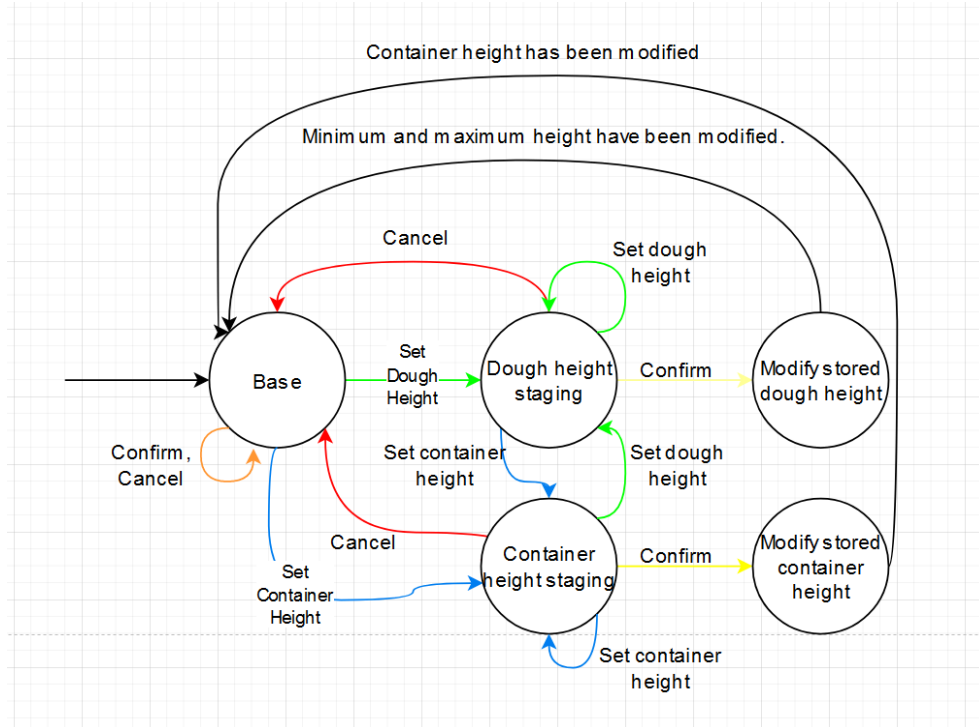 Container height has been modified
Minimum and maximum height have been modified.
Cancel
Set dough
height
Set
Dough
Height
Base
Dough height
staging
Confirm
Modify stored
dough height
Confirm,
Cancel
Set container
height
Set dough
height
Cancel
Set
Container
Height
Container
height staging
Confirm
Modify stored
container
height
Set container
height